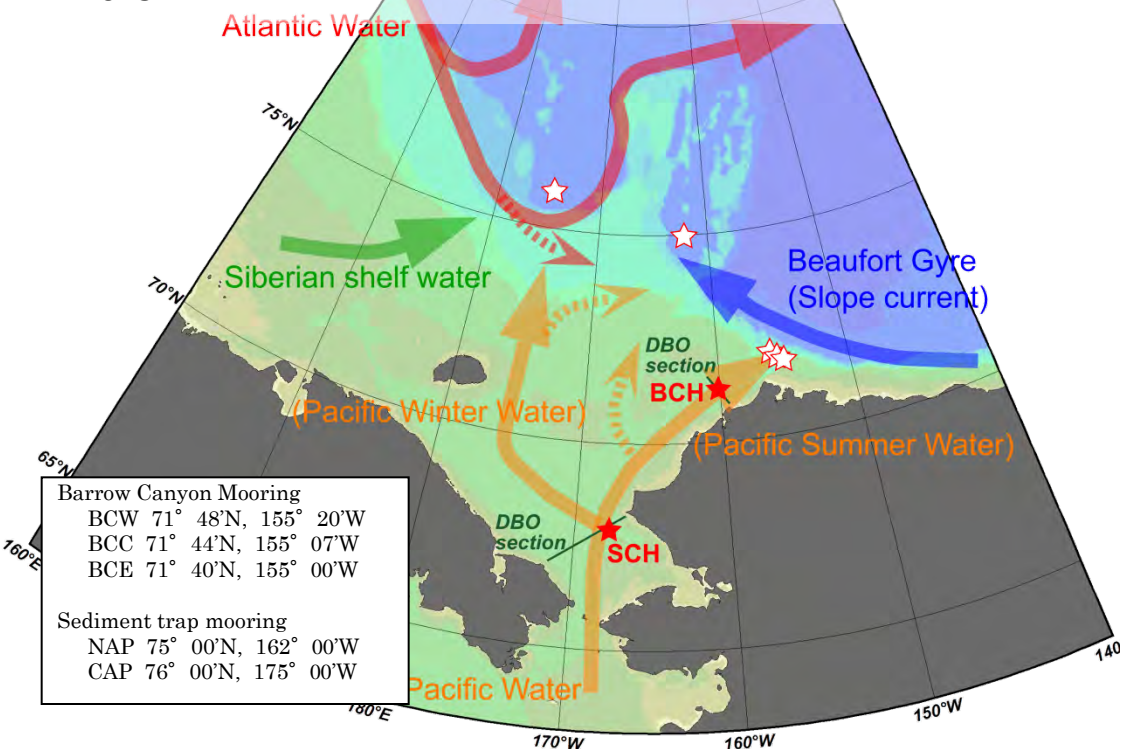 Atlantic Water
75°N
Siberian shelf water
Beaufort Gyre
(Slope current)
70°N
DBO
section
BCH
(Pacific Winter Water)
(Pacific Summer Water)
65°N
Barrow Canyon Mooring
BCW 71° 48'N, 155° 20'W
BCC 71° 44'N, 155° 07'W
BCE 71° 40'N, 155° 00'W
DBO
section
SCH
160°E
Sediment trap mooring
NAP 75° 00'N, 162° 00'W
CAP 76° 00'N, 175° 00'W
Pacific Water
180°E
170°W
160°W
150°W
140